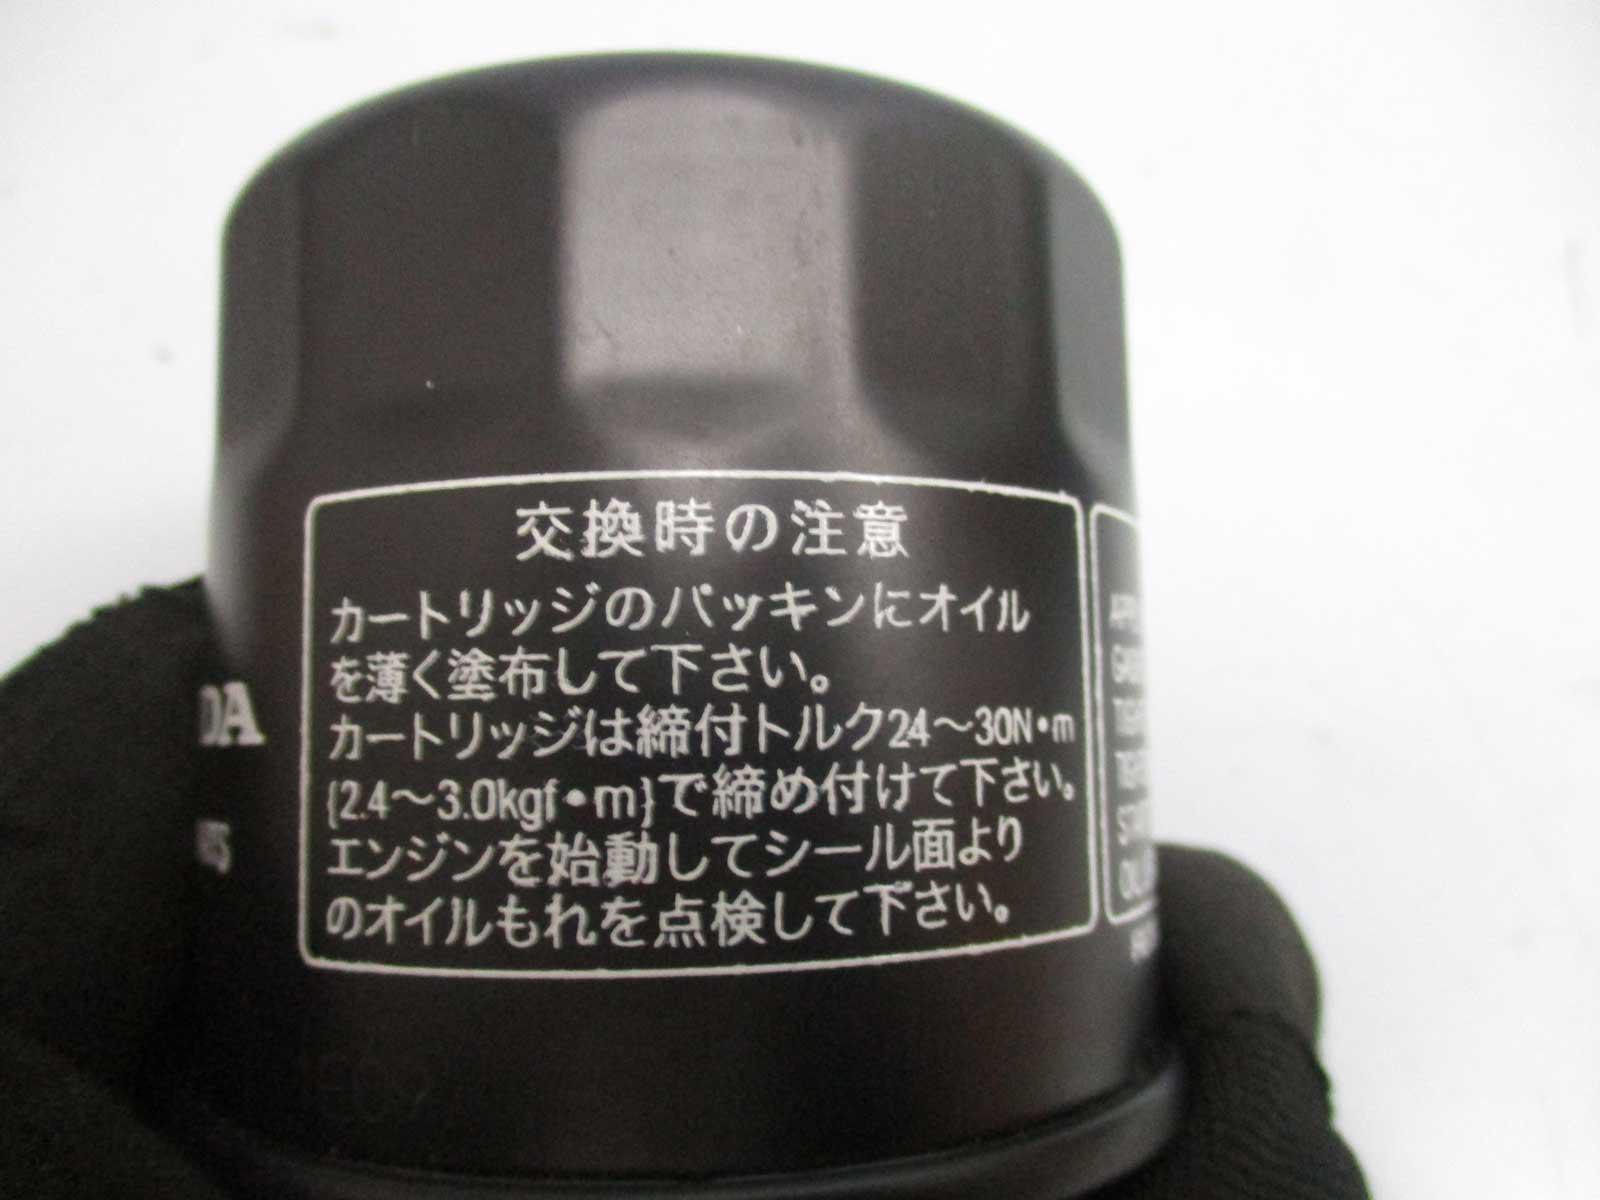 交換時の注意
カートリッジのパッキンにオイル
を薄く塗布して下さい。
カートリッジは締付トルク24〜30N・m
{2.4〜3.0kgf・m}で締め付けて下さい。
エンジンを始動してシール面より
のオイルもれを点検して下さい。
DA